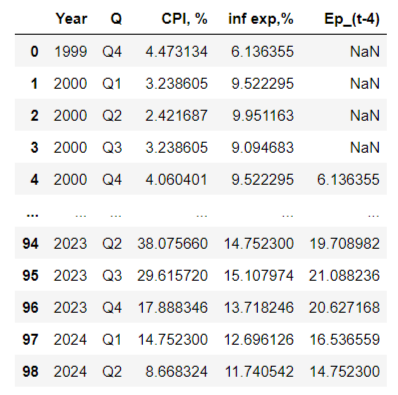 Year Q CPI, % inf exp,% Ep_(t-4)
0 1999 Q4 4.473134 6.136355 NaN
1 2000 Q1 3.238605 9.522295 NaN
2 2000 Q2 2.421687 9.951163 NaN
3 2000 Q3 3.238605 9.094683 NaN
4 2000 Q4 4.060401 9.522295 6.136355
... ... ... ... ... ...
94 2023 Q2 38.075660 14.752300 19.708982
95 2023 Q3 29.615720 15.107974 21.088236
96 2023 Q4 17.888346 13.718246 20.627168
97 2024 Q1 14.752300 12.696126 16.536559
98 2024 Q2 8.668324 11.740542 14.752300